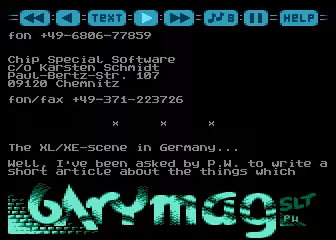 TEXT
B
HELP
fon +49-6806-77859
Chip Special Software
c/o Karsten Schmidt
Paul-Bertz-Str. 107
09120 Chemnitz
fon/fax +49-371-223726
× × ×
The XL/XE-scene in Germany...
Well, I've been asked by P.W. to write a
short article about the things which
SLT
PW